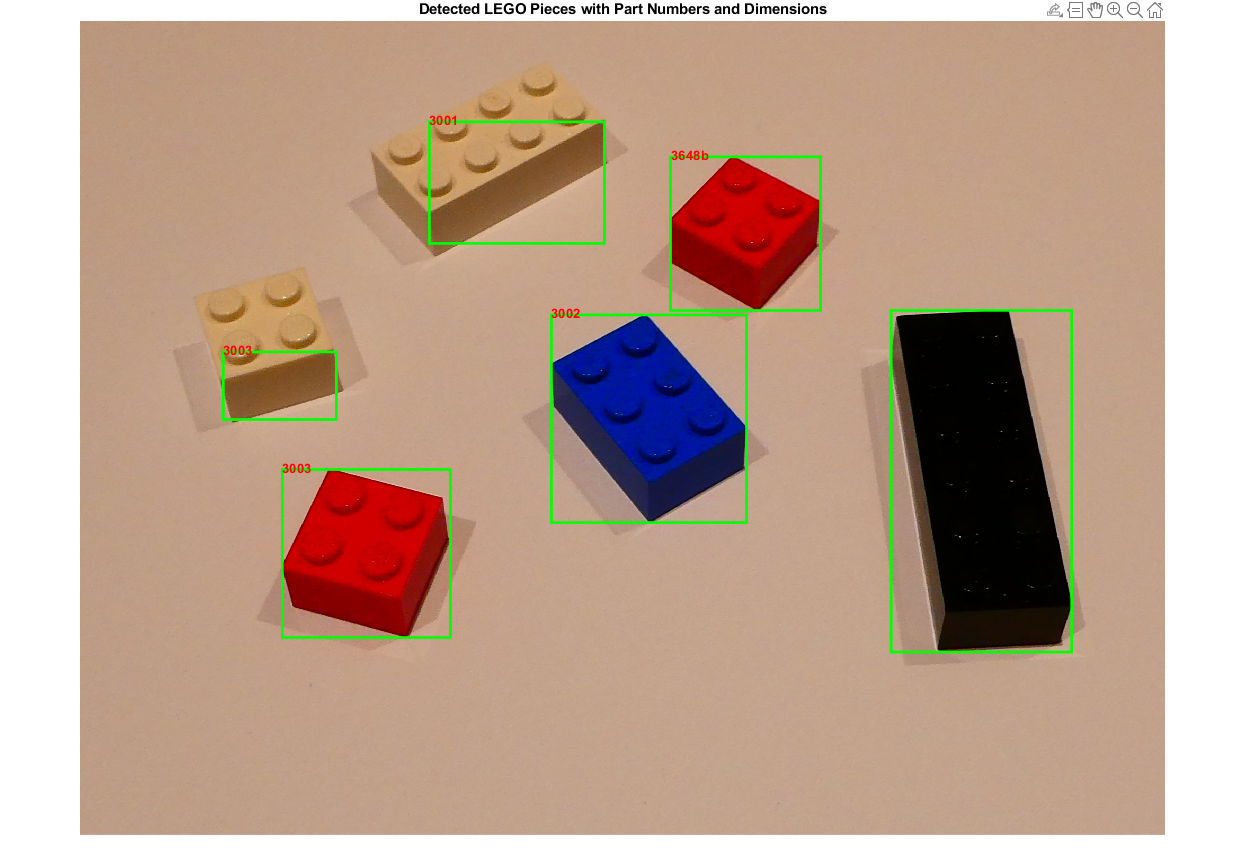 Detected LEGO Pieces with Part Numbers and Dimensions
3001
3648b
3002
3003
3003